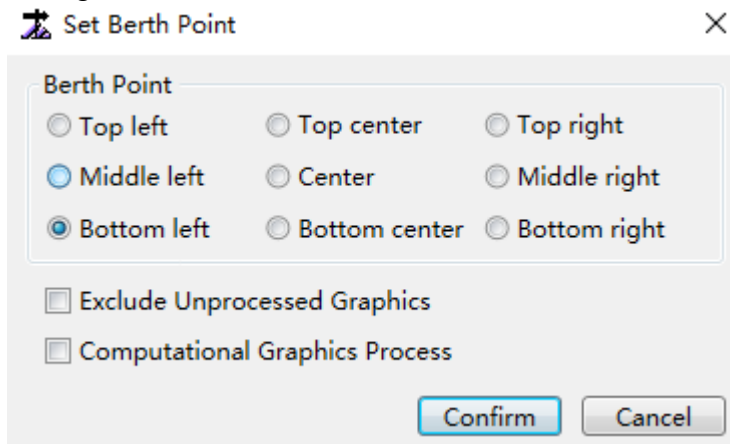 Set Berth Point
Berth Point
Top left Top center Top right
Middle left Center Middle right
Bottom left Bottom center Bottom right
Exclude Unprocessed Graphics
Computational Graphics Process
Confirm Cancel